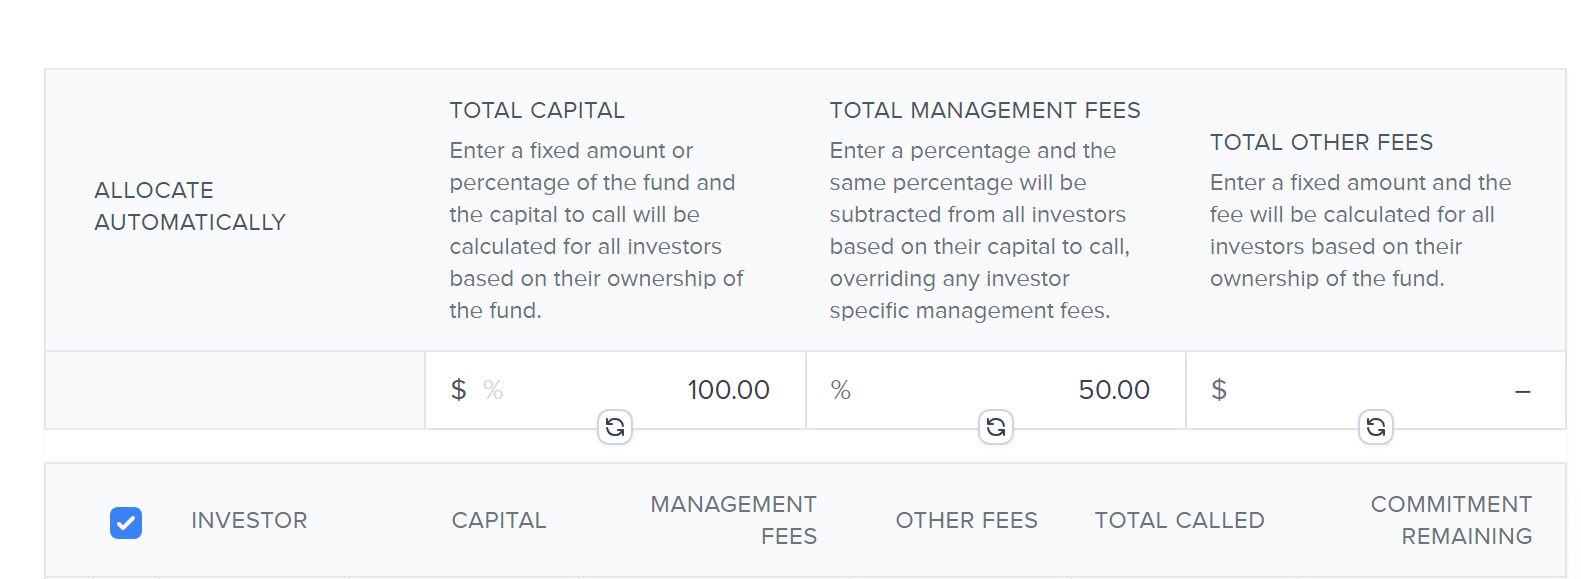 ALLOCATE
AUTOMATICALLY
TOTAL CAPITAL
Enter a fixed amount or
percentage of the fund and
the capital to call will be
calculated for all investors
based on their ownership of
the fund.
TOTAL MANAGEMENT FEES
Enter a percentage and the
same percentage will be
subtracted from all investors
based on their capital to call,
overriding any investor
specific management fees.
TOTAL OTHER FEES
Enter a fixed amount and the
fee will be calculated for all
investors based on their
ownership of the fund.
$ % 100.00
% 50.00
$ –
INVESTOR
CAPITAL
MANAGEMENT
FEES
OTHER FEES
TOTAL CALLED
COMMITMENT
REMAINING